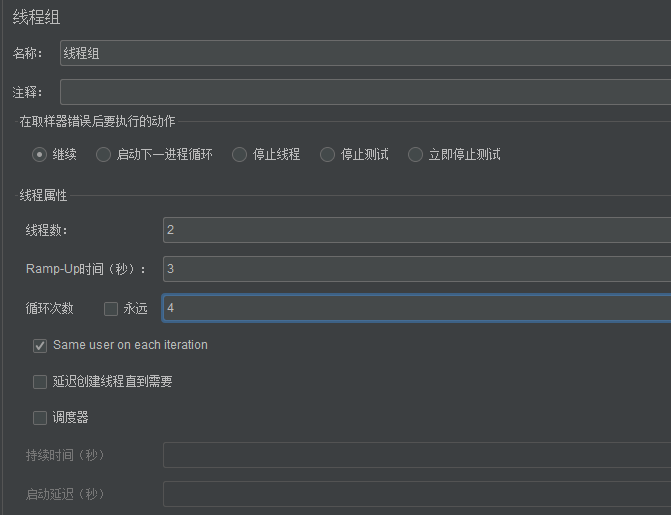 线程组
名称： 线程组
注释：
在取样器错误后要执行的动作
继续 启动下一进程循环 停止线程 停止测试 立即停止测试
线程属性
线程数： 2
Ramp-Up时间（秒）： 3
循环次数 永远 4
Same user on each iteration
延迟创建线程直到需要
调度器
持续时间（秒）
启动延迟（秒）